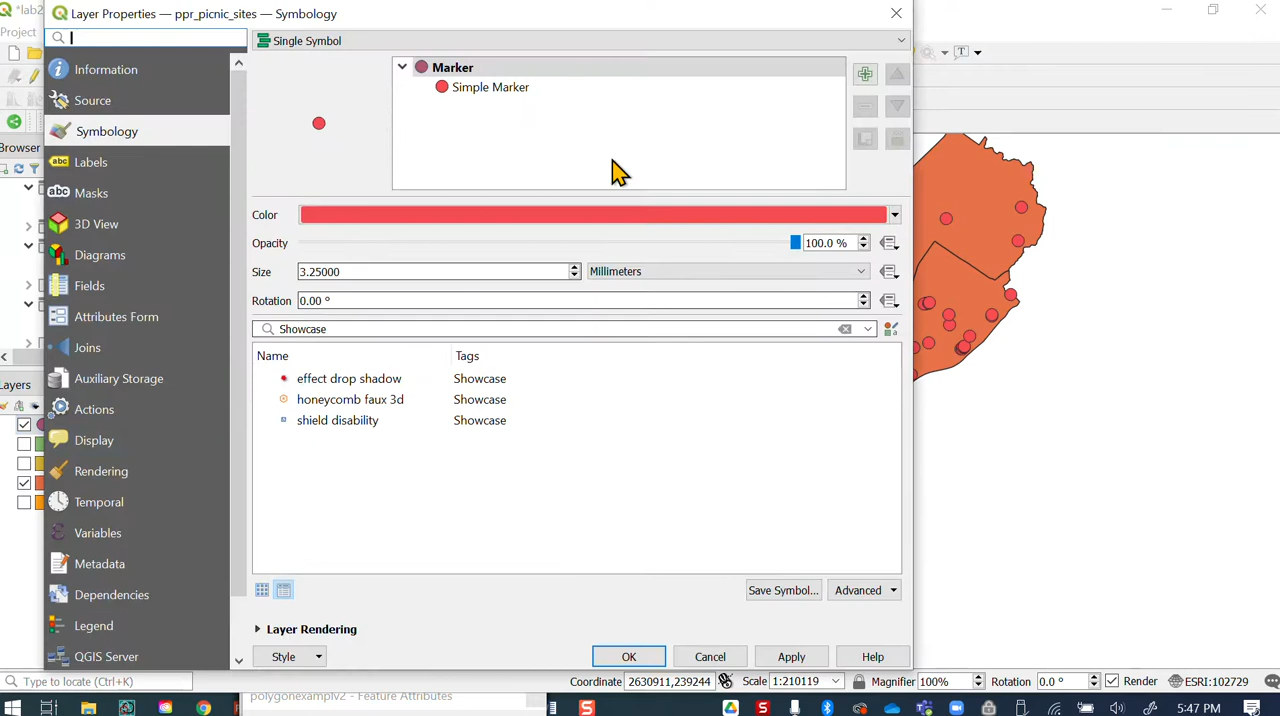 *lab2
Layer Properties — ppr_picnic_sites — Symbology
Project
Single Symbol
Information
Source
Symbology
Labels
Masks
3D View
Diagrams
Fields
Attributes Form
Joins
Auxiliary Storage
Actions
Display
Rendering
Temporal
Variables
Metadata
Dependencies
Legend
QGIS Server
abc
abc
Browser
Layers
Marker
Simple Marker
Color
Opacity
100.0 %
Size
3.25000
Millimeters
Rotation
0.00 °
Showcase
Name
Tags
effect drop shadow
Showcase
honeycomb faux 3d
Showcase
shield disability
Showcase
Save Symbol...
Advanced
Layer Rendering
Style
OK
Cancel
Apply
Help
Type to locate (Ctrl+K)
Coordinate
2630911,239244
Scale
1:210119
Magnifier
100%
Rotation
0.0 °
Render
ESRI:102729
polygonexamplv2 - Feature Attributes
5:47 PM